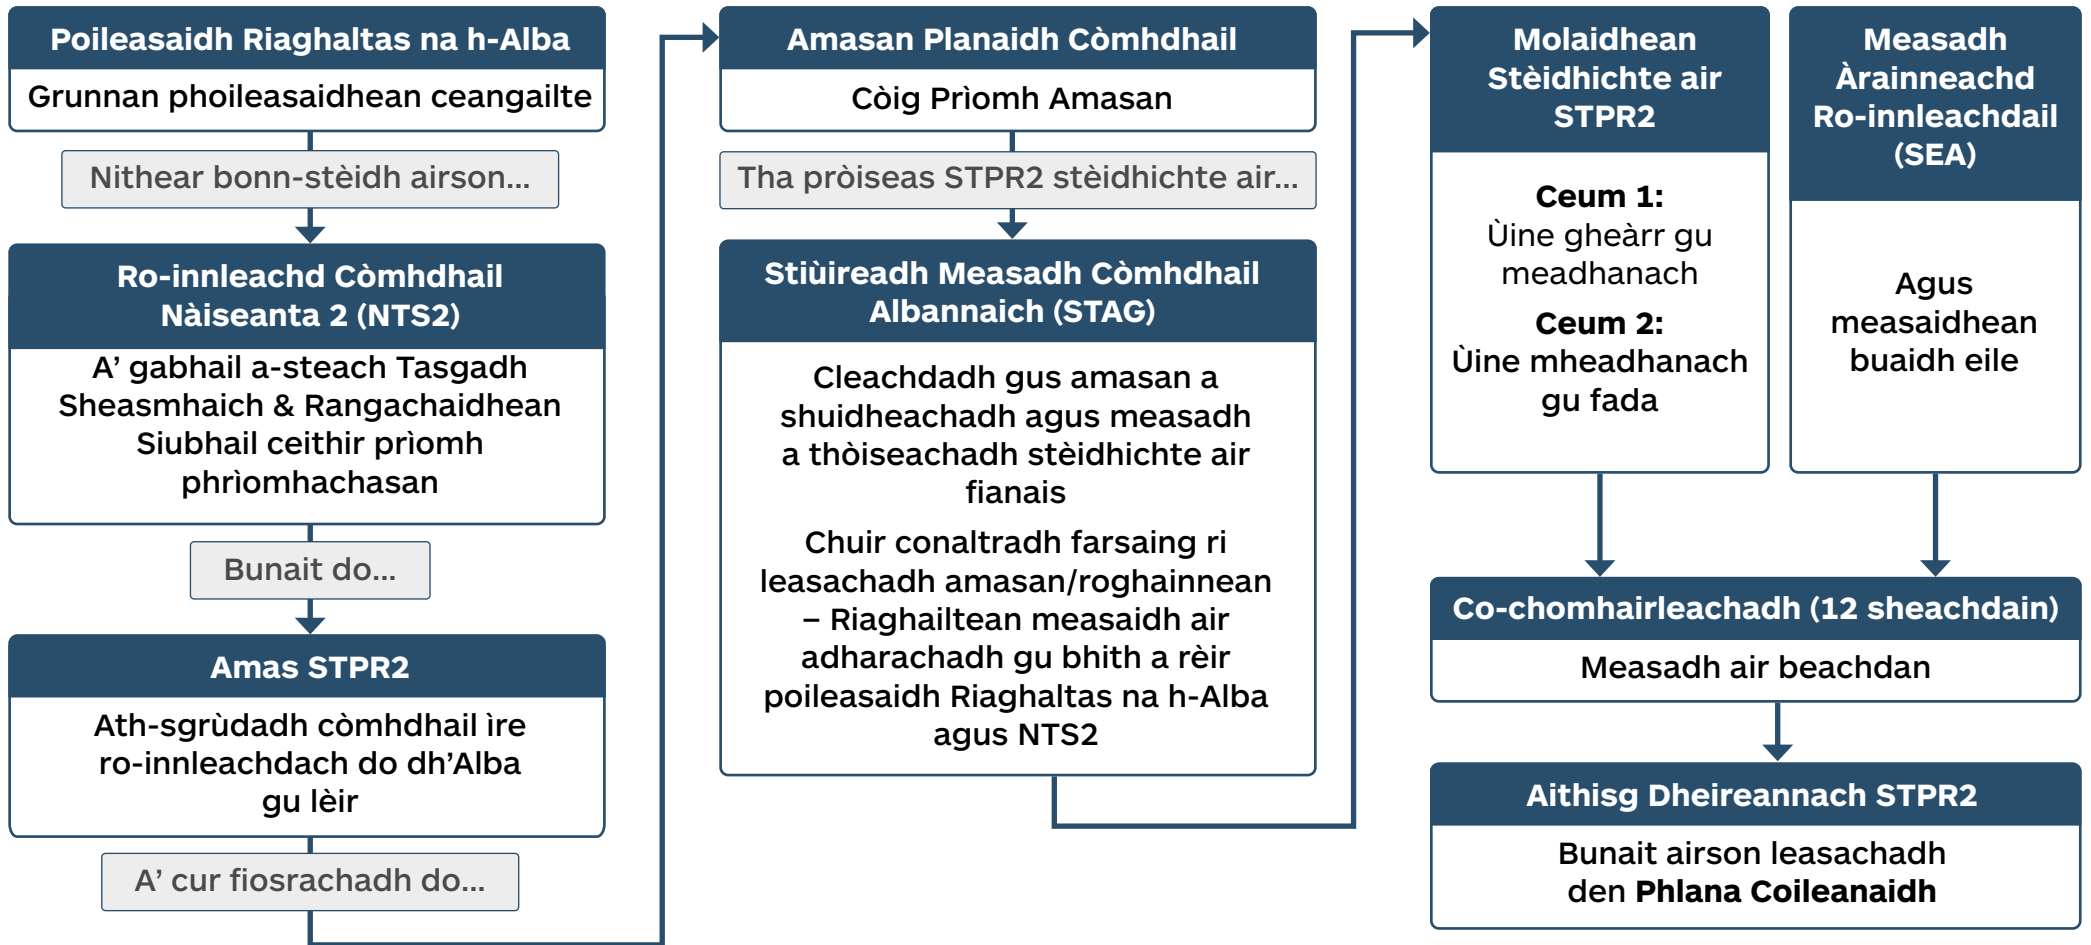 Poileasaidh Riaghaltas na h-Alba
Grunnan phoileasaidhean ceangailte
Nithear bonn-stèidh airson...
Ro-innleachd Còmhdhail
Nàiseanta 2 (NTS2)
A’ gabhail a-steach Tasgadh
Sheasmhaich & Rangachaidhean
Siubhail ceithir prìomh
phrìomhachasan
Bunait do...
Amas STPR2
Ath-sgrùdadh còmhdhail ìre
ro-innleachdach do dh’Alba
gu lèir
A’ cur fiosrachadh do...
Amasan Planaidh Còmhdhail
Còig Prìomh Amasan
Tha pròiseas STPR2 stèidhichte air...
Stiùireadh Measadh Còmhdhail
Albannaich (STAG)
Cleachdadh gus amasan a
shuidheachadh agus measadh
a thòiseachadh stèidhichte air
fianais
Chuir conaltradh farsaing ri
leasachadh amasan/roghainnean
– Riaghailtean measaidh air
adharachadh gu bhith a rèir
poileasaidh Riaghaltas na h-Alba
agus NTS2
Molaidhean
Stèidhichte air
STPR2
Ceum 1:
Ùine gheàrr gu
meadhanach
Ceum 2:
Ùine mheadhanach
gu fada
Measadh
Àrainneachd
Ro-innleachdail
(SEA)
Agus
measaidhean
buaidh eile
Co-chomhairleachadh (12 sheachdain)
Measadh air beachdan
Aithisg Dheireannach STPR2
Bunait airson leasachadh
den Phlana Coileanaidh